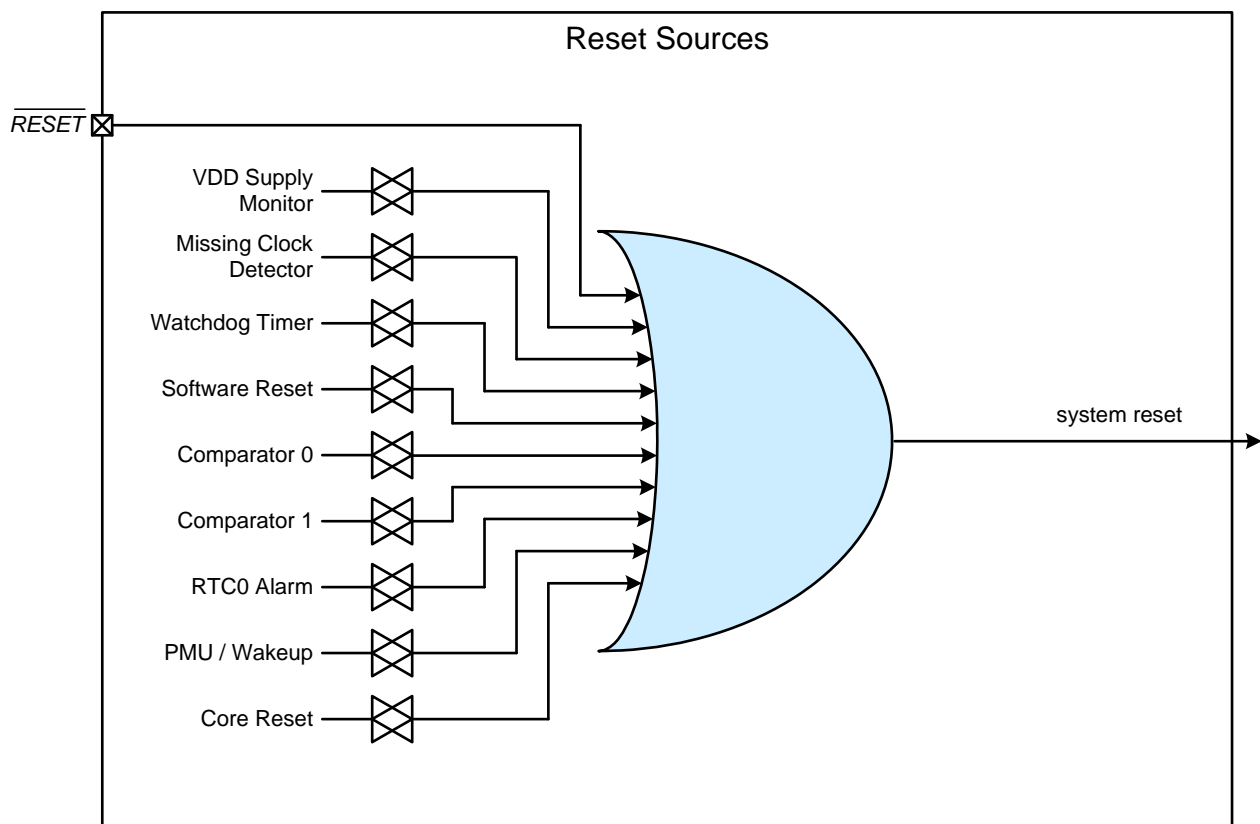 Reset Sources
RESET
VDD Supply
Monitor
Missing Clock
Detector
Watchdog Timer
Software Reset
Comparator 0
Comparator 1
RTC0 Alarm
PMU / Wakeup
Core Reset
system reset